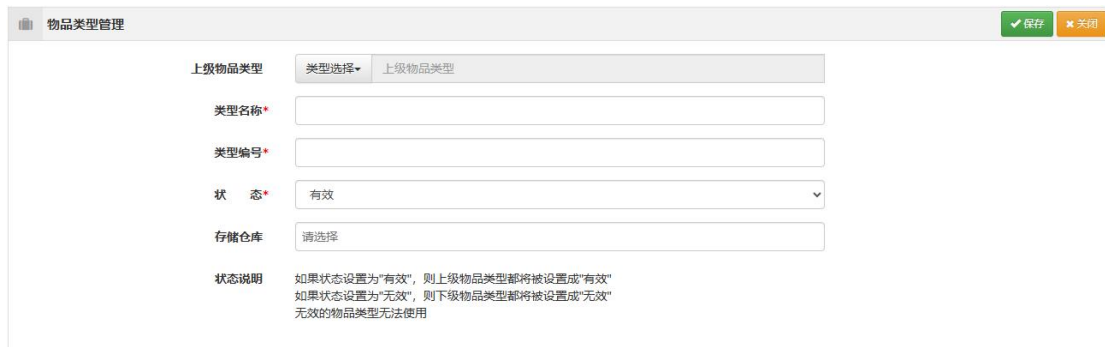 物品类型管理 保存 关闭
上级物品类型 类型选择 上级物品类型
类型名称*
类型编号*
状 态* 有效
存储仓库 请选择
状态说明 如果状态设置为"有效"，则上级物品类型都将被设置成"有效"
如果状态设置为"无效"，则下级物品类型都将被设置成"无效"
无效的物品类型无法使用